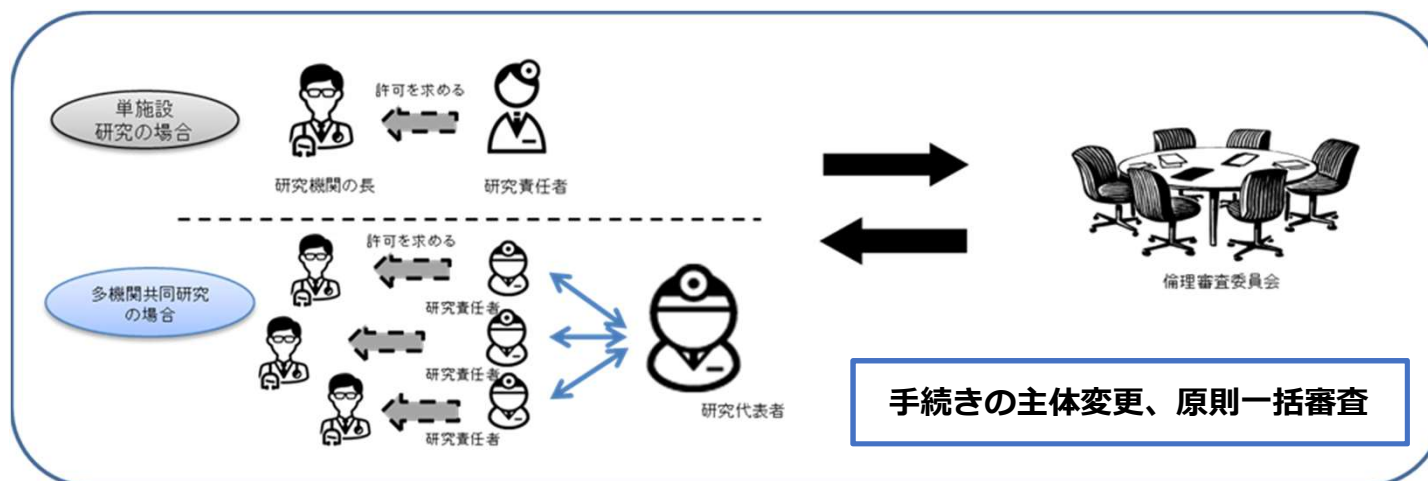 単施設
研究の場合
許可を求める
研究機関の長
研究責任者
多機関共同研究
の場合
許可を求める
研究責任者
研究責任者
研究責任者
研究代表者
倫理審査委員会
手続きの主体変更、原則一括審査